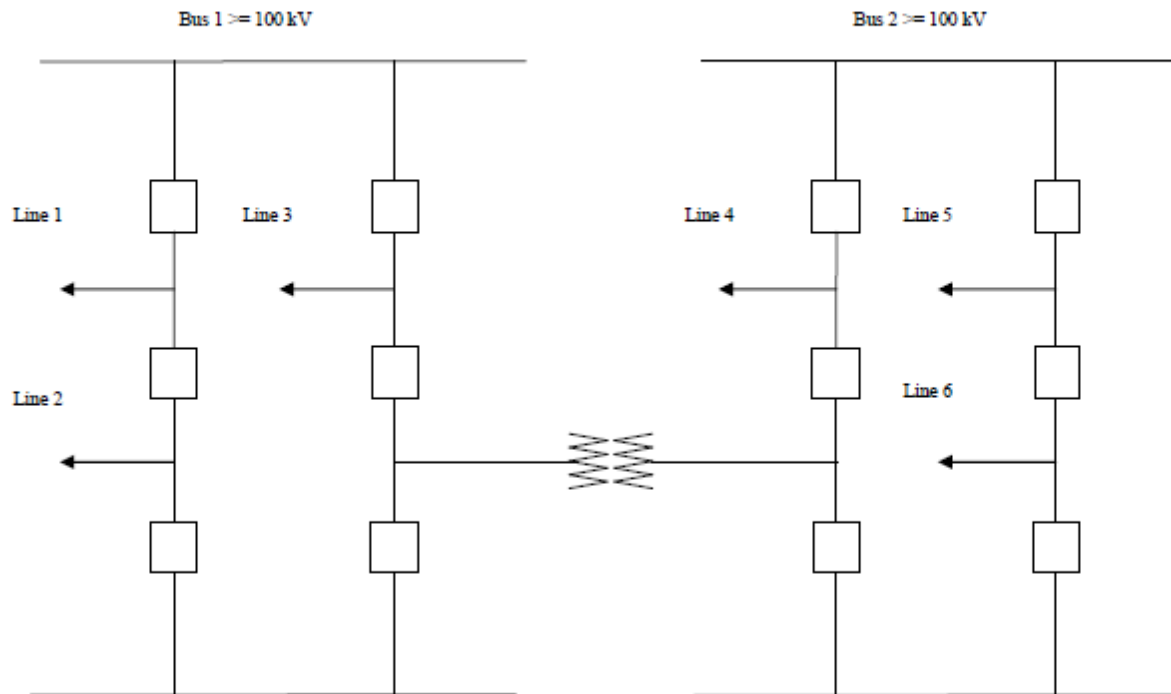 Bus 1 >= 100 kV
Bus 2 >= 100 kV
Line 1
Line 3
Line 4
Line 5
Line 2
Line 6